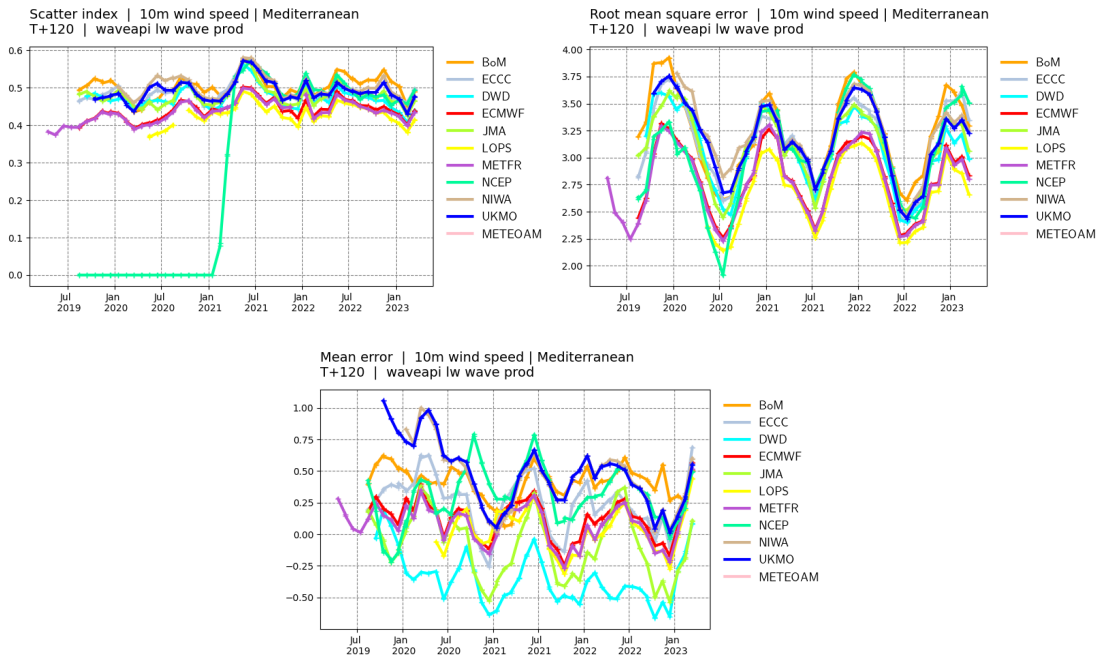 Scatter index | 10m wind speed | Mediterranean
T+120 | waveapi lw wave prod
0.6
0.5
0.4
0.3
0.2
0.1
0.0
Jul
2019
Jan
2020
Jul
2020
Jan
2021
Jul
2021
Jan
2022
Jul
2022
Jan
2023
BoM
ECCC
DWD
ECMWF
JMA
LOPS
METFR
NCEP
NIWA
UKMO
METEOAM
Root mean square error | 10m wind speed | Mediterranean
T+120 | waveapi lw wave prod
4.00
3.75
3.50
3.25
3.00
2.75
2.50
2.25
2.00
Jul
2019
Jan
2020
Jul
2020
Jan
2021
Jul
2021
Jan
2022
Jul
2022
Jan
2023
BoM
ECCC
DWD
ECMWF
JMA
LOPS
METFR
NCEP
NIWA
UKMO
METEOAM
Mean error | 10m wind speed | Mediterranean
T+120 | waveapi lw wave prod
1.00
0.75
0.50
0.25
0.00
−0.25
−0.50
Jul
2019
Jan
2020
Jul
2020
Jan
2021
Jul
2021
Jan
2022
Jul
2022
Jan
2023
BoM
ECCC
DWD
ECMWF
JMA
LOPS
METFR
NCEP
NIWA
UKMO
METEOAM